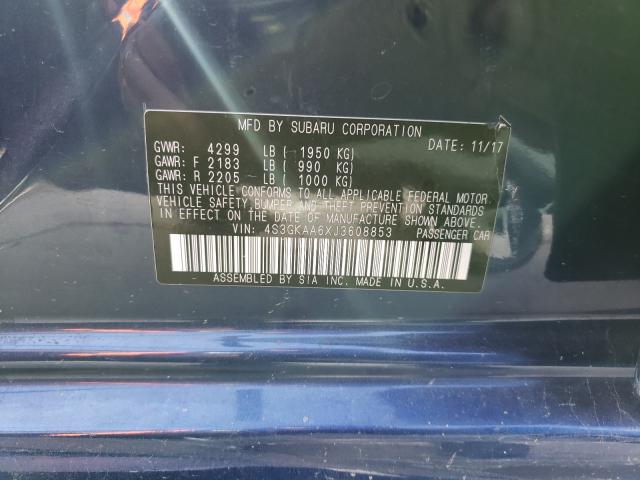 MFD BY SUBARU CORPORATION
DATE: 11/17
GVWR: 4299 LB ( 1950 KG)
GAWR: F 2183 LB ( 990 KG)
GAWR: R 2205 LB ( 1000 KG)
THIS VEHICLE CONFORMS TO ALL APPLICABLE FEDERAL MOTOR
VEHICLE SAFETY, BUMPER AND THEFT PREVENTION STANDARDS
IN EFFECT ON THE DATE OF MANUFACTURE SHOWN ABOVE.
VIN: 4S3GKAA6XJ3608853 PASSENGER CAR
ASSEMBLED BY SIA INC. MADE IN U.S.A.